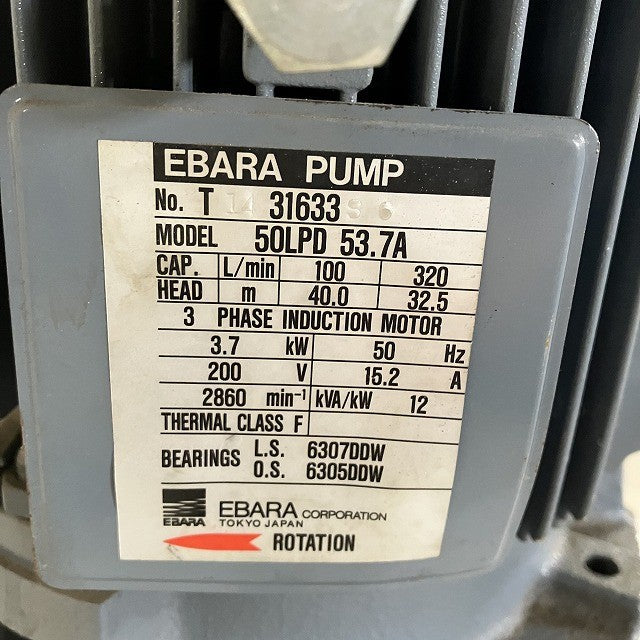 EBARA PUMP
No. T 14 31633
MODEL 50LPD 53.7A
CAP. L/min 100 320
HEAD m 40.0 32.5
3 PHASE INDUCTION MOTOR
3.7 kW 50 Hz
200 V 15.2 A
2860 min⁻¹ kVA/kW 12
THERMAL CLASS F
BEARINGS L.S. 6307DDW
O.S. 6305DDW
EBARA EBARA CORPORATION
TOKYO JAPAN
ROTATION